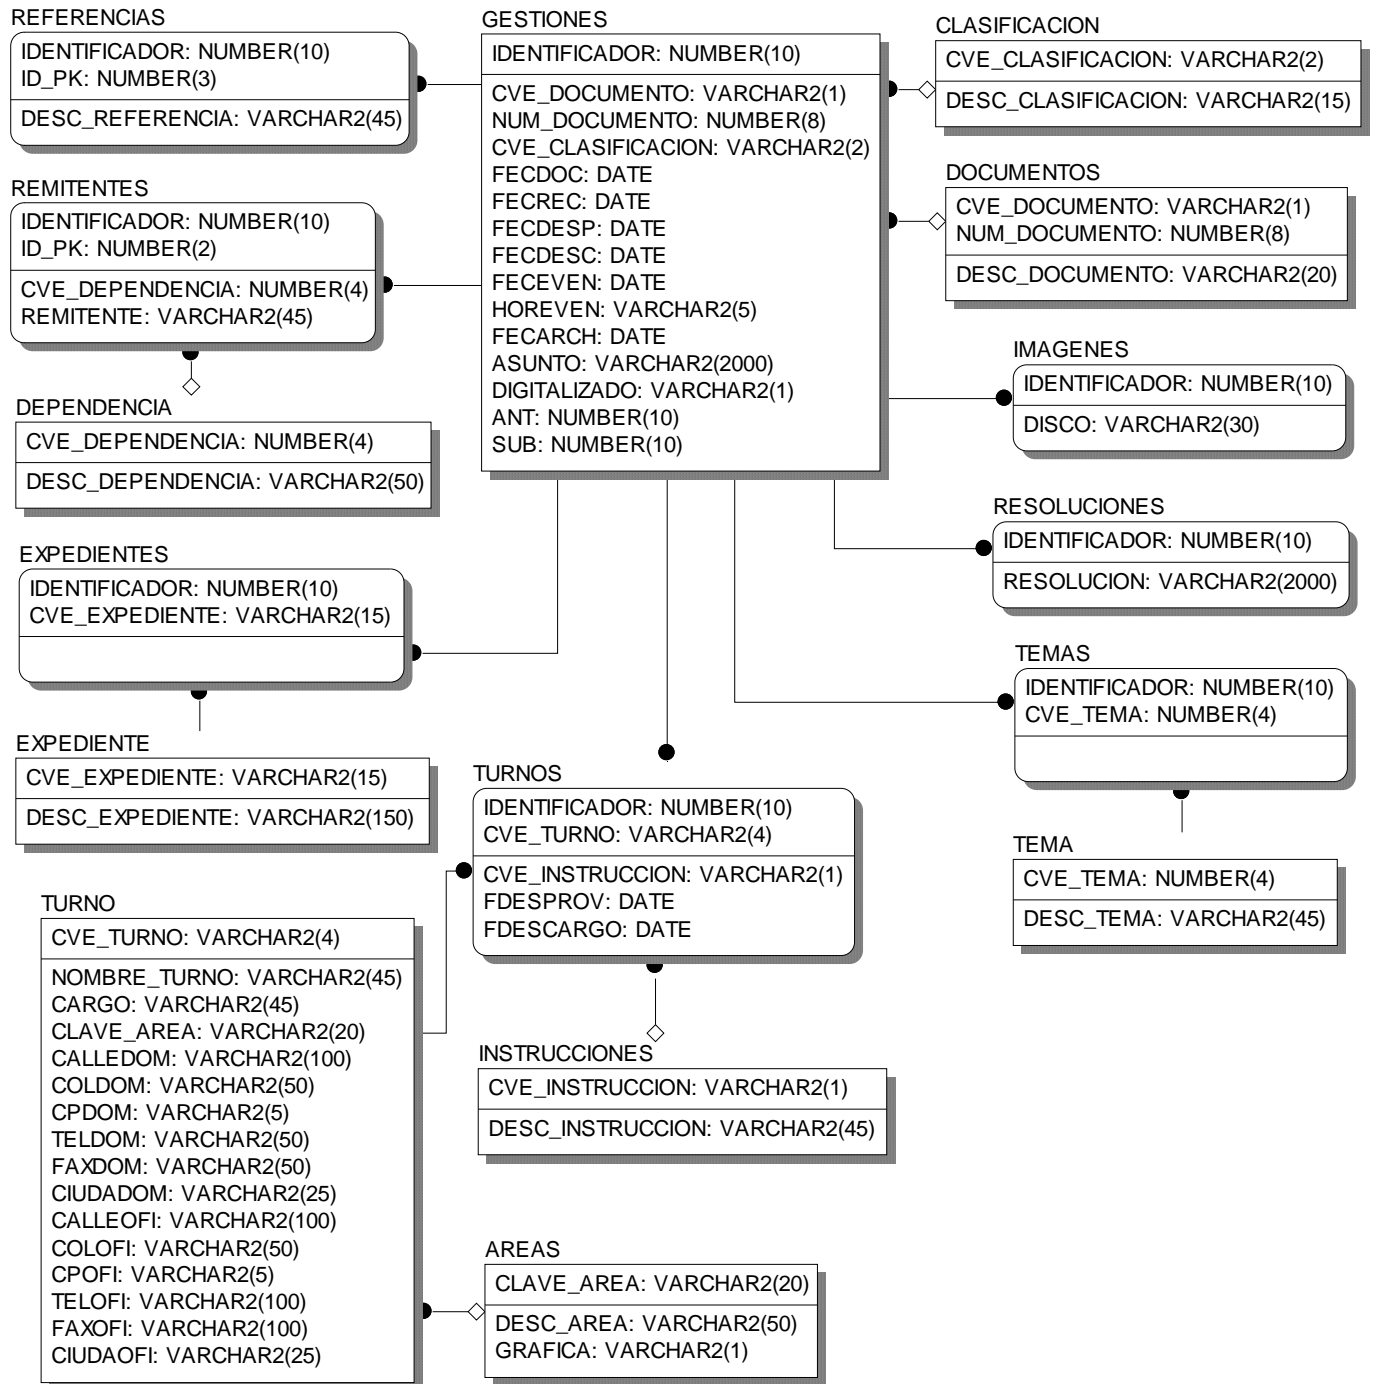 REFERENCIAS
IDENTIFICADOR: NUMBER(10)
ID_PK: NUMBER(3)
DESC_REFERENCIA: VARCHAR2(45)
REMITENTES
IDENTIFICADOR: NUMBER(10)
ID_PK: NUMBER(2)
CVE_DEPENDENCIA: NUMBER(4)
REMITENTE: VARCHAR2(45)
DEPENDENCIA
CVE_DEPENDENCIA: NUMBER(4)
DESC_DEPENDENCIA: VARCHAR2(50)
EXPEDIENTES
IDENTIFICADOR: NUMBER(10)
CVE_EXPEDIENTE: VARCHAR2(15)
EXPEDIENTE
CVE_EXPEDIENTE: VARCHAR2(15)
DESC_EXPEDIENTE: VARCHAR2(150)
GESTIONES
IDENTIFICADOR: NUMBER(10)
CVE_DOCUMENTO: VARCHAR2(1)
NUM_DOCUMENTO: NUMBER(8)
CVE_CLASIFICACION: VARCHAR2(2)
FECDOC: DATE
FECREC: DATE
FECDESP: DATE
FECDESC: DATE
FECEVEN: DATE
HOREVEN: VARCHAR2(5)
FECARCH: DATE
ASUNTO: VARCHAR2(2000)
DIGITALIZADO: VARCHAR2(1)
ANT: NUMBER(10)
SUB: NUMBER(10)
CLASIFICACION
CVE_CLASIFICACION: VARCHAR2(2)
DESC_CLASIFICACION: VARCHAR2(15)
DOCUMENTOS
CVE_DOCUMENTO: VARCHAR2(1)
NUM_DOCUMENTO: NUMBER(8)
DESC_DOCUMENTO: VARCHAR2(20)
IMAGENES
IDENTIFICADOR: NUMBER(10)
DISCO: VARCHAR2(30)
RESOLUCIONES
IDENTIFICADOR: NUMBER(10)
RESOLUCION: VARCHAR2(2000)
TEMAS
IDENTIFICADOR: NUMBER(10)
CVE_TEMA: NUMBER(4)
TEMA
CVE_TEMA: NUMBER(4)
DESC_TEMA: VARCHAR2(45)
TURNOS
IDENTIFICADOR: NUMBER(10)
CVE_TURNO: VARCHAR2(4)
CVE_INSTRUCCION: VARCHAR2(1)
FDESPROV: DATE
FDESCARGO: DATE
TURNO
CVE_TURNO: VARCHAR2(4)
NOMBRE_TURNO: VARCHAR2(45)
CARGO: VARCHAR2(45)
CLAVE_AREA: VARCHAR2(20)
CALLEDOM: VARCHAR2(100)
COLDOM: VARCHAR2(50)
CPDOM: VARCHAR2(5)
TELDOM: VARCHAR2(50)
FAXDOM: VARCHAR2(50)
CIUDADOM: VARCHAR2(25)
CALLEOFI: VARCHAR2(100)
COLOFI: VARCHAR2(50)
CPOFI: VARCHAR2(5)
TELOFI: VARCHAR2(100)
FAXOFI: VARCHAR2(100)
CIUDAOFI: VARCHAR2(25)
INSTRUCCIONES
CVE_INSTRUCCION: VARCHAR2(1)
DESC_INSTRUCCION: VARCHAR2(45)
AREAS
CLAVE_AREA: VARCHAR2(20)
DESC_AREA: VARCHAR2(50)
GRAFICA: VARCHAR2(1)